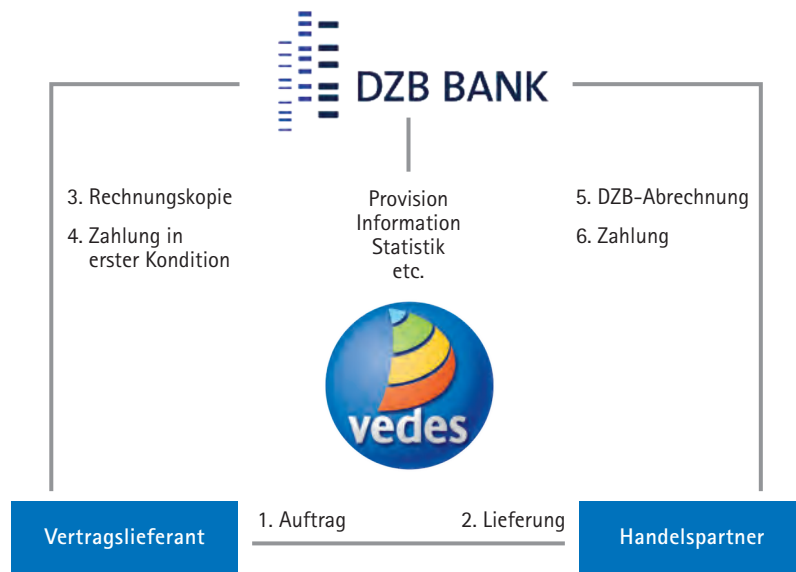 DZB BANK
3. Rechnungskopie
4. Zahlung in
erster Kondition
Provision
Information
Statistik
etc.
5. DZB-Abrechnung
6. Zahlung
vedes
Vertragslieferant
1. Auftrag
2. Lieferung
Handelspartner